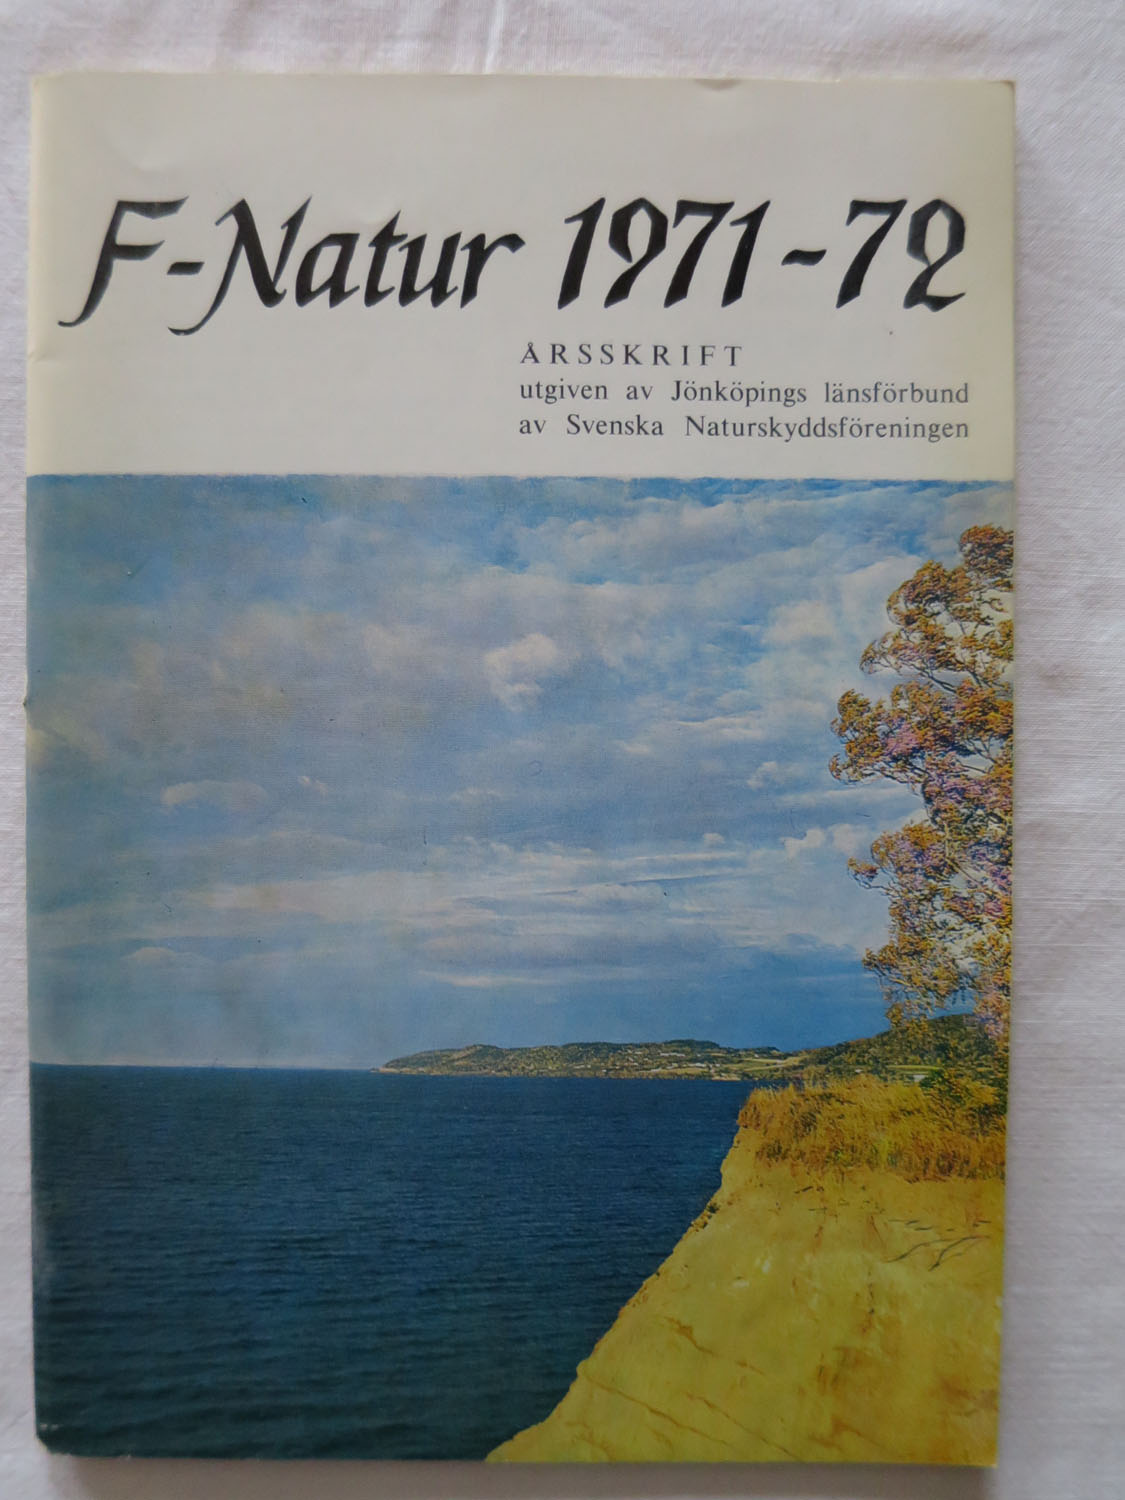 F-Natur 1971-72
ÅRSSKRIFT
utgiven av Jönköpings länsförbund
av Svenska Naturskyddsföreningen